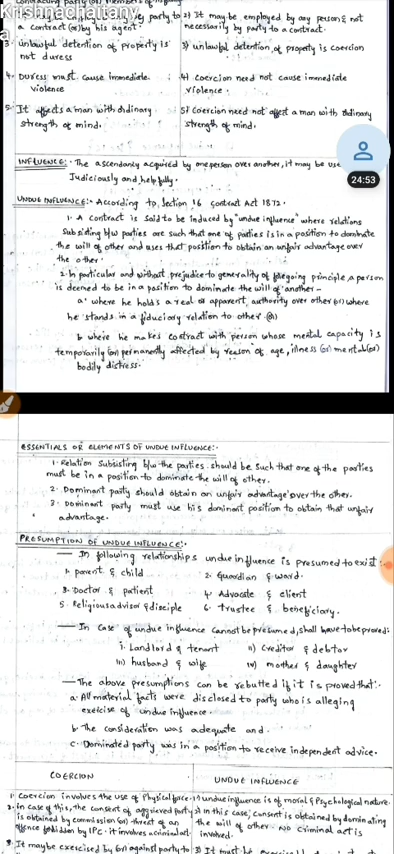 Krishnachaitany
a contract (or) by his agent.
by party to 2) It may be employed by any person & not
necessarily by party to a contract.
3. unlawful detention of property is
not duress
3) unlawful detention of property is coercion
4. Duress must cause immediate
violence
4) Coercion need not cause immediate
violence.
5. It affects a man with ordinary
strength of mind.
5) Coercion need not affect a man with ordinary
strength of mind.
INFLUENCE:- The ascendancy acquired by one person over another, it may be use
Judiciously and helpfully.
24:53
UNDUE INFLUENCE:- According to Section 16 contract Act 1872.
1. A contract is said to be induced by "undue influence" where relations
Subsisting b/w parties are such that one of parties is in a position to dominate
the will of other and uses that position to obtain an unfair advantage over
the other.
2. In particular and without prejudice to generality of foregoing principle, a person
is deened to be in a position to dominate the will of another-
a. where he holds a real or apparent authority over other (or) where
he stands in a fiduciary relation to other (or)
b. where he makes contract with person whose mental capacity is
temporarily (or) permanently affected by reason of age, illness (or) mental (or)
bodily distress.
ESSENTIALS OR ELEMENTS OF UNDUE INFLUENCE:-
1. Relation Subsisting b/w the parties should be such that one of the parties
must be in a position to dominate the will of other.
2. Dominant party should obtain an unfair advantage over the other.
3. Dominant party must use his dominant position to obtain that unfair
advantage.
PRESUMPTION OF UNDUE INFLUENCE:-
— In following relationships undue influence is presumed to exist:-
1. parent & child
2. Guardian & ward.
3. Doctor & patient
4. Advocate & client
5. Religious advisor & disciple
6. Trustee & beneficiary.
— In case of undue influence cannot be presumed, shall have to be proved:
i. Landlord & tenant
ii) Creditor & debtor
iii) husband & wife
iv) mother & daughter
— The above presumptions can be rebutted if it is proved that:-
a. All material facts were disclosed to party who is alleging
exercise of undue influence.
b. The consideration was adequate and.
c. Dominated party was in a position to receive independent advice.
COERCION
UNDUE INFLUENCE
1. Coercion involves the use of physical force
1) undue influence is of moral & Psychological nature.
2. in case of this, the consent of aggrieved party
is obtained by commission (or) threat of an
offence forbidden by IPC. it involves criminal act.
2) in this case, consent is obtained by dominating
the will of other. NO criminal act is
involved.
3. It maybe exercised by (or) against party to
3) It must be